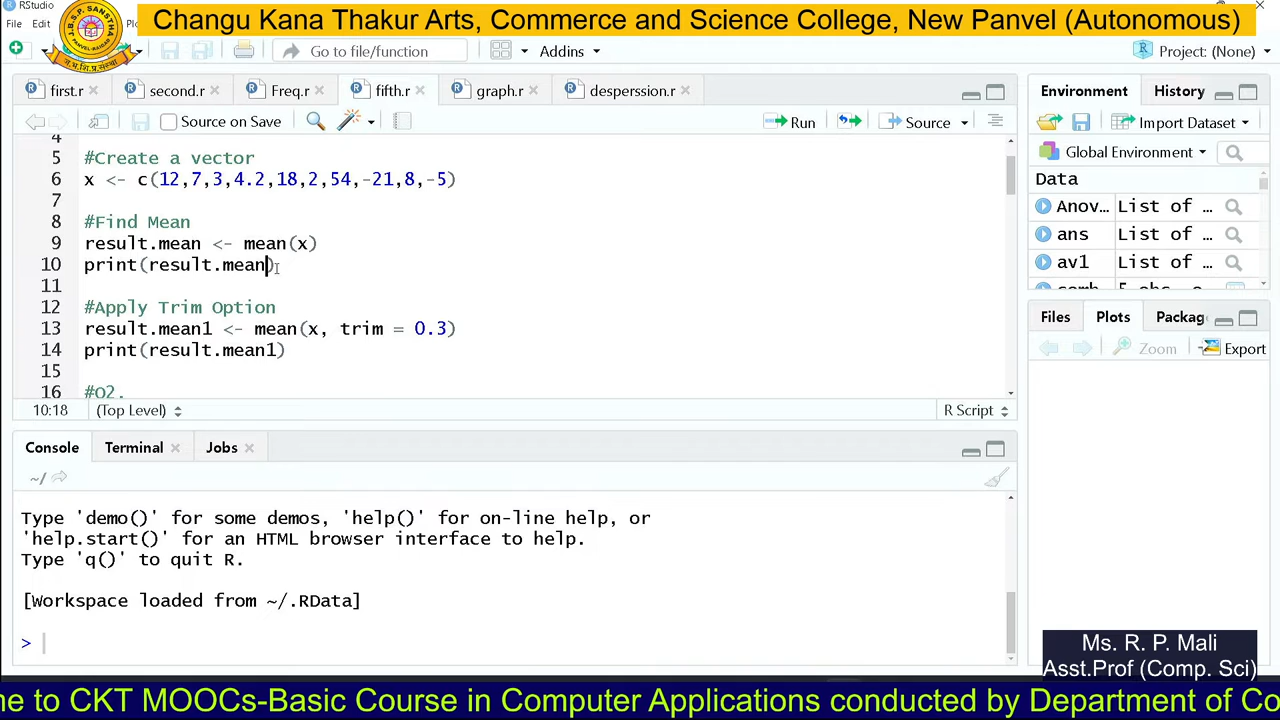 RStudio
Changu Kana Thakur Arts, Commerce and Science College, New Panvel (Autonomous)
File
Edit
Go to file/function
Addins
Project: (None)
first.r
second.r
Freq.r
fifth.r
graph.r
desperssion.r
Environment
History
Source on Save
Run
Source
Import Dataset
Global Environment
4
5 #Create a vector
6 x <- c(12,7,3,4.2,18,2,54,-21,8,-5)
7
8 #Find Mean
9 result.mean <- mean(x)
10 print(result.mean)
11
12 #Apply Trim Option
13 result.mean1 <- mean(x, trim = 0.3)
14 print(result.mean1)
15
16 #Q2.
10:18
(Top Level)
R Script
Data
Anov… List of …
ans List of …
av1 List of …
Files
Plots
Packag
Zoom
Export
Console
Terminal
Jobs
~/
Type 'demo()' for some demos, 'help()' for on-line help, or
'help.start()' for an HTML browser interface to help.
Type 'q()' to quit R.
[Workspace loaded from ~/.RData]
>
Ms. R. P. Mali
Asst.Prof (Comp. Sci)
me to CKT MOOCs-Basic Course in Computer Applications conducted by Department of Co